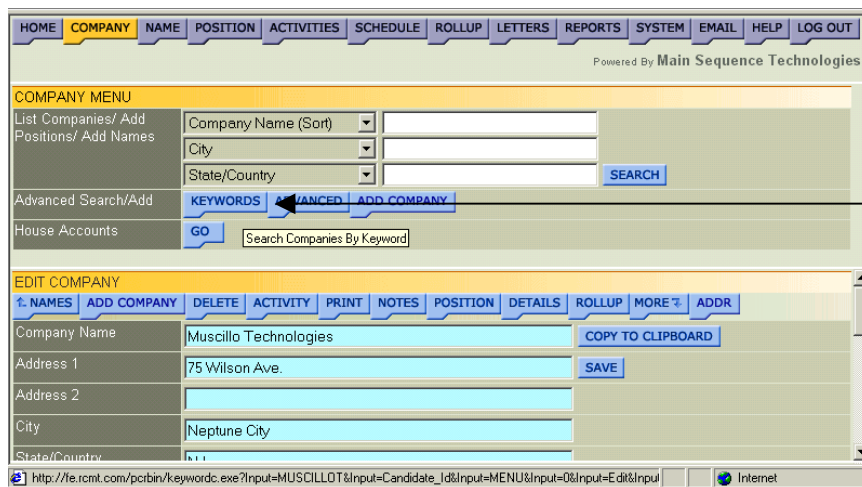 HOME COMPANY NAME POSITION ACTIVITIES SCHEDULE ROLLUP LETTERS REPORTS SYSTEM EMAIL HELP LOG OUT
Powered By Main Sequence Technologies
COMPANY MENU
List Companies/ Add Positions/ Add Names
Company Name (Sort)
City
State/Country
SEARCH
Advanced Search/Add KEYWORDS ADVANCED ADD COMPANY
House Accounts GO
Search Companies By Keyword
EDIT COMPANY
NAMES ADD COMPANY DELETE ACTIVITY PRINT NOTES POSITION DETAILS ROLLUP MORE ADDR
Company Name Muscillo Technologies COPY TO CLIPBOARD
Address 1 75 Wilson Ave. SAVE
Address 2
City Neptune City
State/Country
http://fe.rcmt.com/pcrbin/keywordc.exe?Input=MUSCILLOT&Input=Candidate_Id&Input=MENU&Input=0&Input=Edit&Input Internet